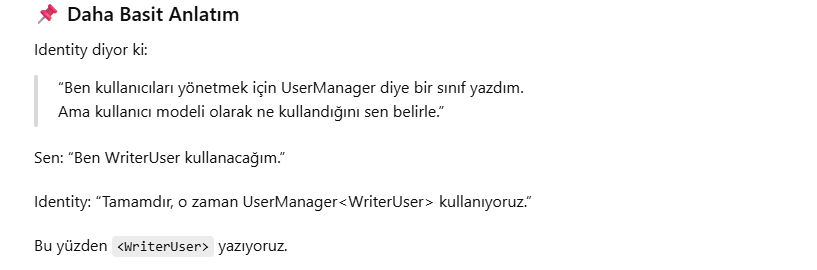 📌 Daha Basit Anlatım
Identity diyor ki:
“Ben kullanıcıları yönetmek için UserManager diye bir sınıf yazdım.
Ama kullanıcı modeli olarak ne kullandığını sen belirle.”
Sen: “Ben WriterUser kullanacağım.”
Identity: “Tamamdır, o zaman UserManager<WriterUser> kullanıyoruz.”
Bu yüzden <WriterUser> yazıyoruz.